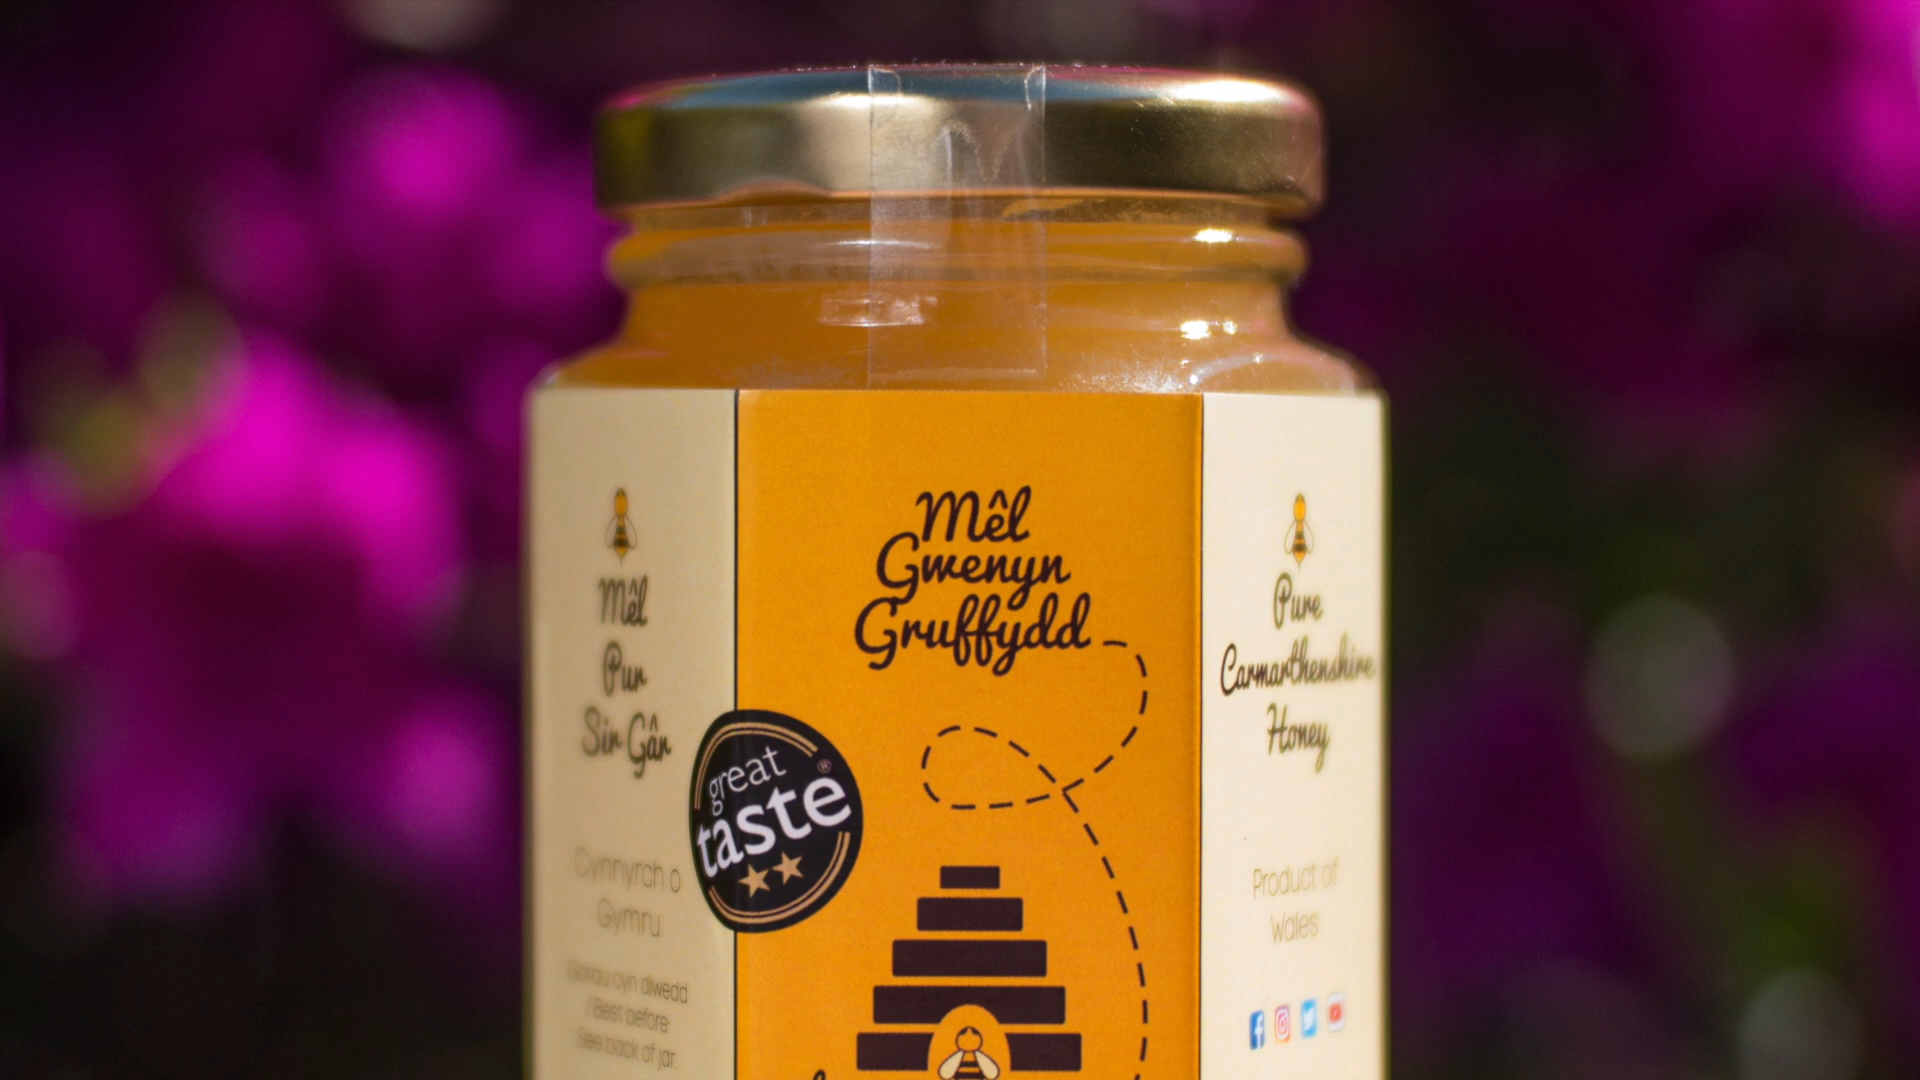 Mêl
Gwenyn
Gruffydd
Mêl
Pur
Sir Gâr
great
taste
®
Cynnyrch o
Gymru
Gorau cyn diwedd
/ Best before:
See back of jar.
Pure
Carmarthenshire
Honey
Product of
Wales